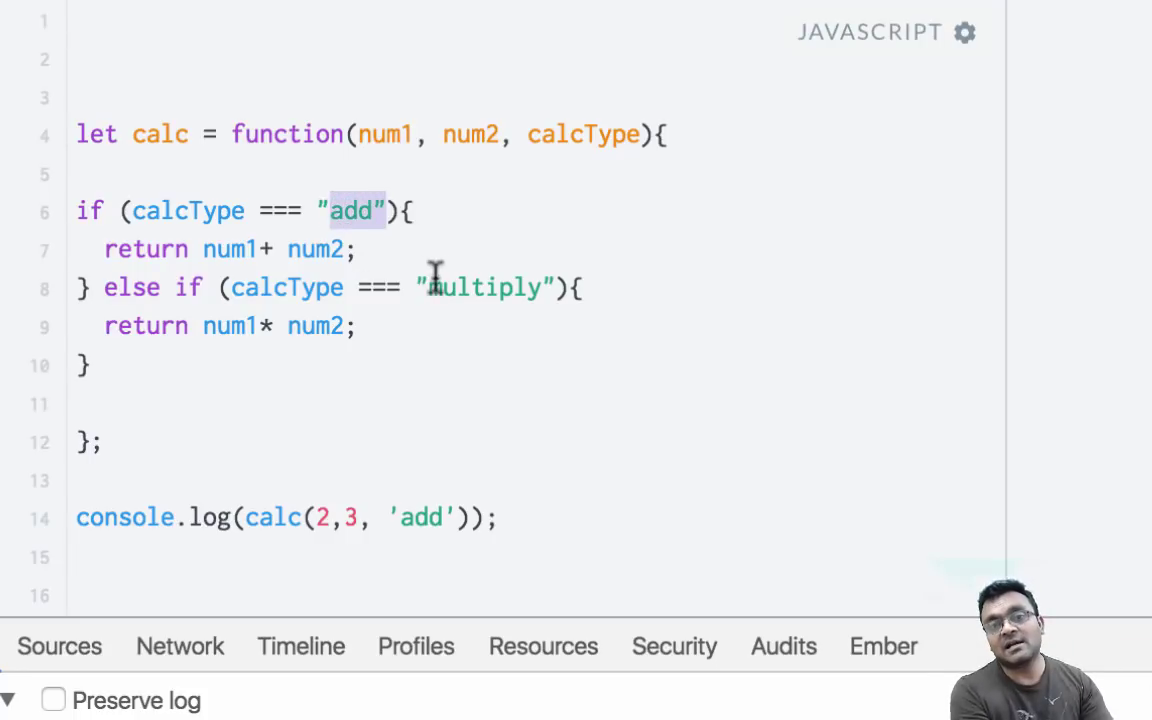 1
JAVASCRIPT
2
3
4 let calc = function(num1, num2, calcType){
5
6 if (calcType === "add"){
7 return num1+ num2;
8 } else if (calcType === "multiply"){
9 return num1* num2;
10 }
11
12 };
13
14 console.log(calc(2,3, 'add'));
15
16
Sources Network Timeline Profiles Resources Security Audits Ember
Preserve log